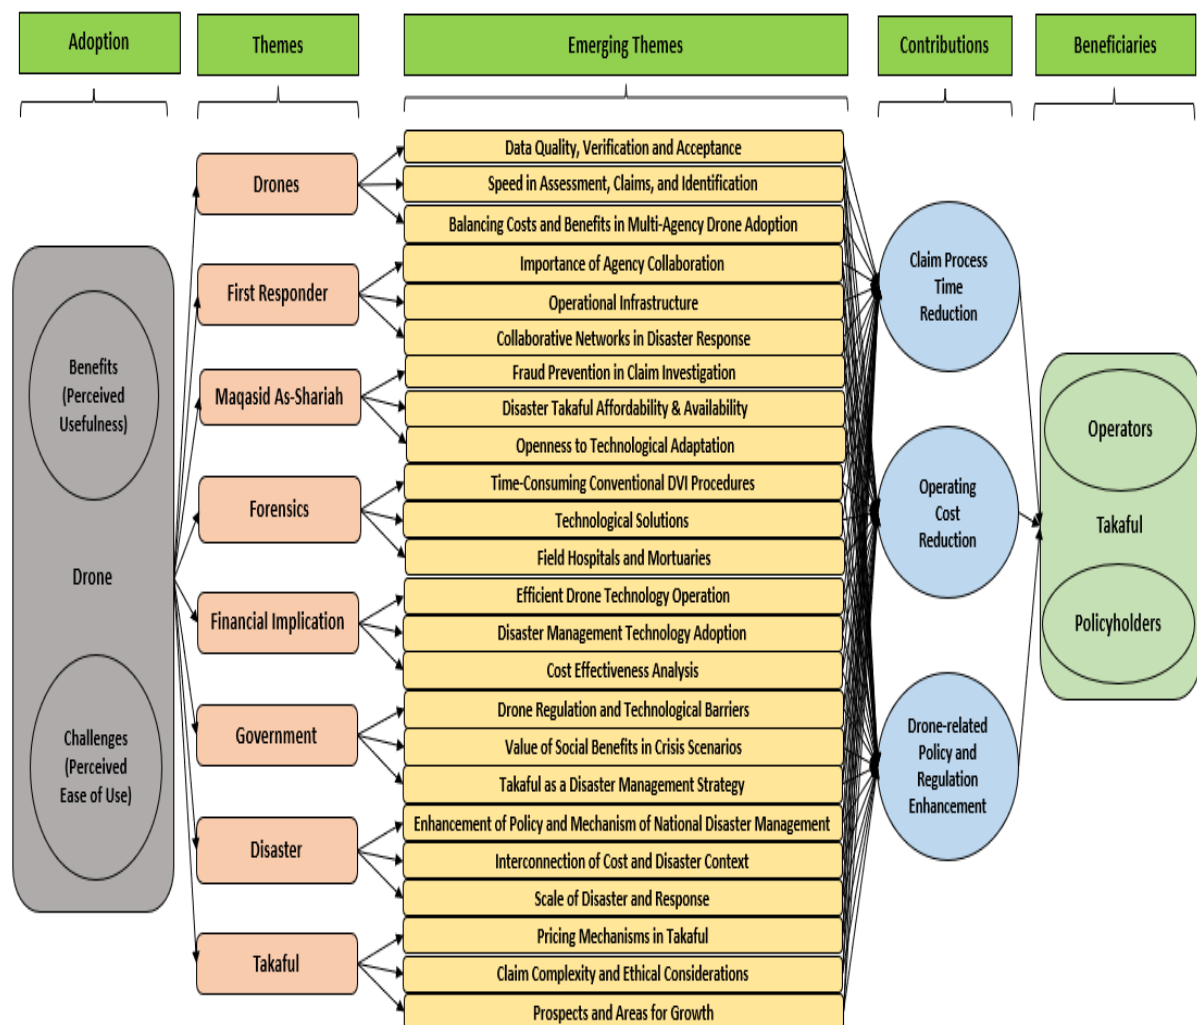 Adoption
Themes
Emerging Themes
Contributions
Beneficiaries
Benefits
(Perceived
Usefulness)
Drone
Challenges
(Perceived
Ease of Use)
Drones
First Responder
Maqasid As-Shariah
Forensics
Financial Implication
Government
Disaster
Takaful
Data Quality, Verification and Acceptance
Speed in Assessment, Claims, and Identification
Balancing Costs and Benefits in Multi-Agency Drone Adoption
Importance of Agency Collaboration
Operational Infrastructure
Collaborative Networks in Disaster Response
Fraud Prevention in Claim Investigation
Disaster Takaful Affordability & Availability
Openness to Technological Adaptation
Time-Consuming Conventional DVI Procedures
Technological Solutions
Field Hospitals and Mortuaries
Efficient Drone Technology Operation
Disaster Management Technology Adoption
Cost Effectiveness Analysis
Drone Regulation and Technological Barriers
Value of Social Benefits in Crisis Scenarios
Takaful as a Disaster Management Strategy
Enhancement of Policy and Mechanism of National Disaster Management
Interconnection of Cost and Disaster Context
Scale of Disaster and Response
Pricing Mechanisms in Takaful
Claim Complexity and Ethical Considerations
Prospects and Areas for Growth
Claim Process
Time
Reduction
Operating
Cost
Reduction
Drone-related
Policy and
Regulation
Enhancement
Operators
Takaful
Policyholders